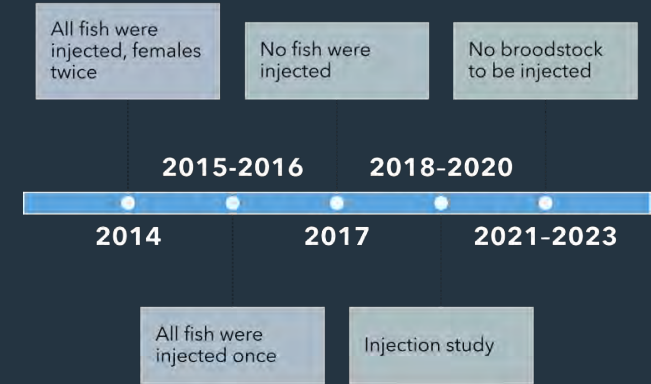 All fish were
injected, females
twice
No fish were
injected
No broodstock
to be injected
2015-2016
2018-2020
2014
2017
2021-2023
All fish were
injected once
Injection study